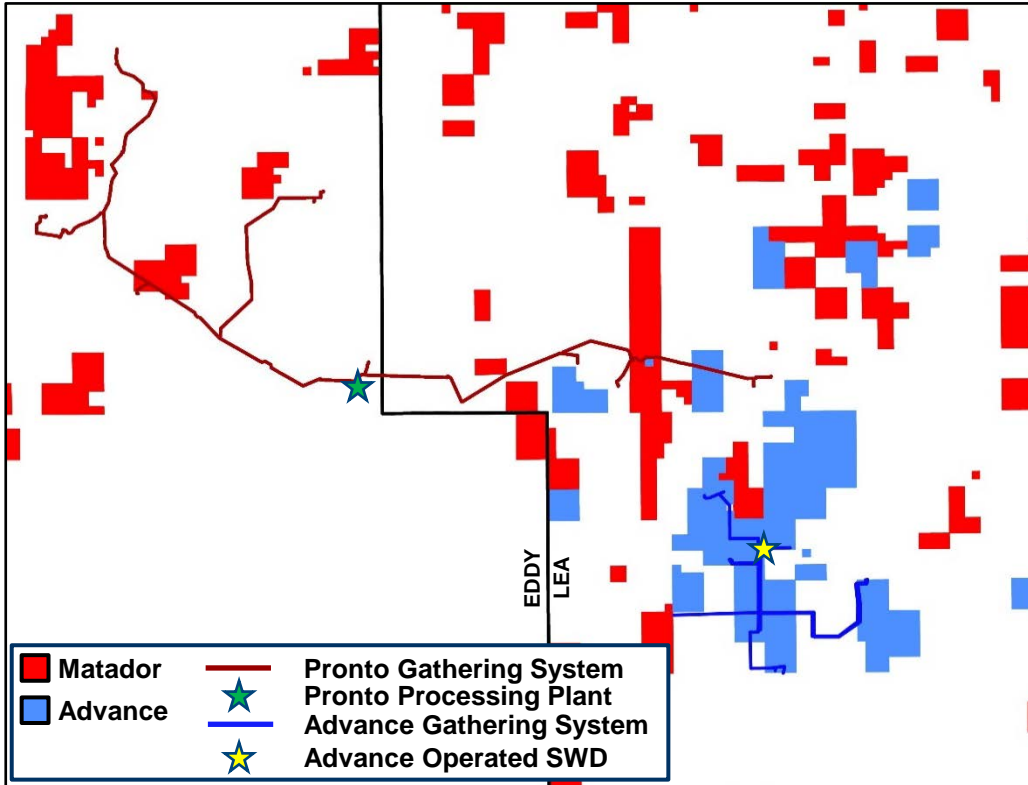 EDDY
LEA
Matador
Advance
Pronto Gathering System
Pronto Processing Plant
Advance Gathering System
Advance Operated SWD